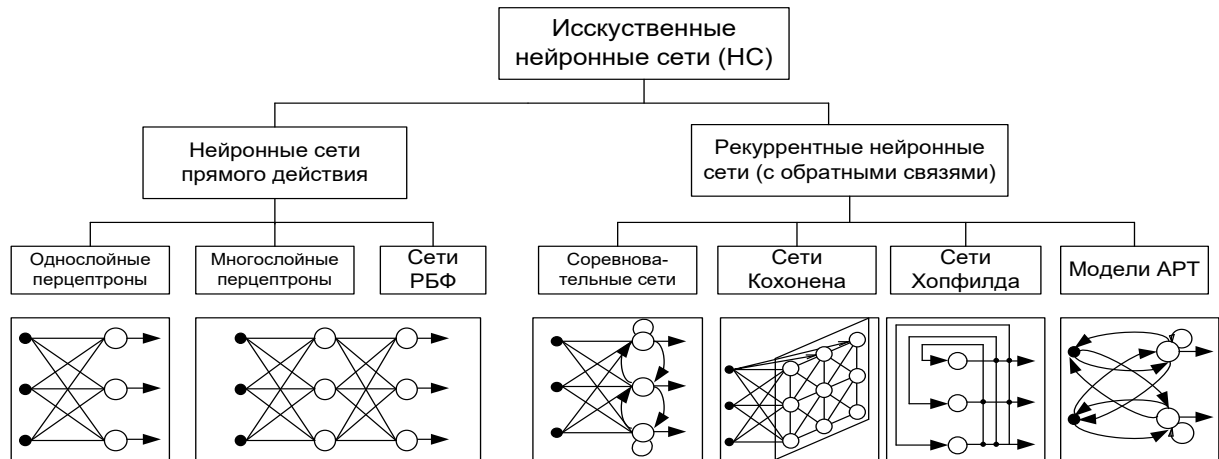 Исскуственные
нейронные сети (НС)
Нейронные сети
прямого действия
Рекуррентные нейронные
сети (с обратными связями)
Однослойные
перцептроны
Многослойные
перцептроны
Сети
РБФ
Соревнова-
тельные сети
Сети
Кохонена
Сети
Хопфилда
Модели АРТ